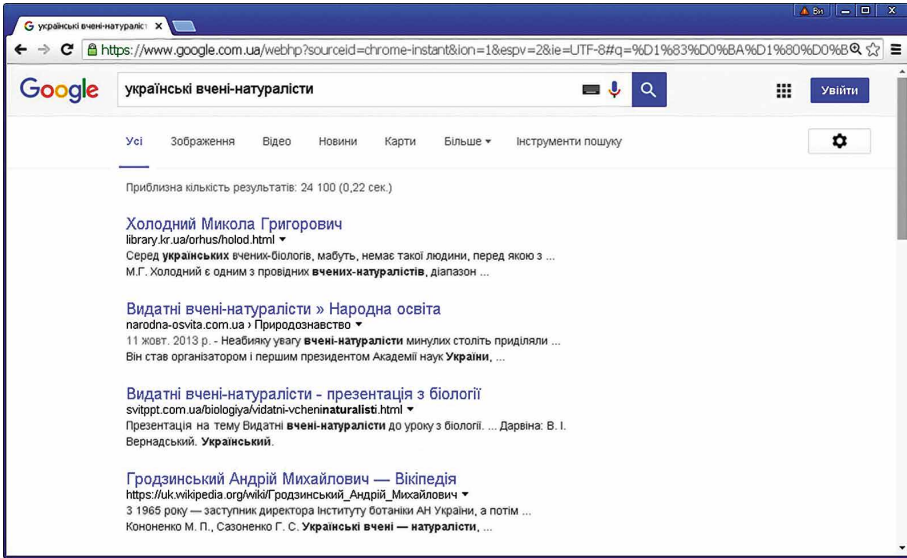 українські вчені-натураліст
Ви
https://www.google.com.ua/webhp?sourceid=chrome-instant&ion=1&espv=2&ie=UTF-8#q=%D1%83%D0%BA%D1%80%D0%B
Google
українські вчені-натуралісти
Увійти
Усі Зображення Відео Новини Карти Більше Інструменти пошуку
Приблизна кількість результатів: 24 100 (0,22 сек.)
Холодний Микола Григорович
library.kr.ua/orhus/holod.html
Серед українських вчених-біологів, мабуть, немає такої людини, перед якою з ...
М.Г. Холодний є одним з провідних вчених-натуралістів, діапазон ...
Видатні вчені-натуралісти » Народна освіта
narodna-osvita.com.ua › Природознавство
11 жовт. 2013 р. - Неабияку увагу вчені-натуралісти минулих століть приділяли ...
Він став організатором і першим президентом Академії наук України, ...
Видатні вчені-натуралісти - презентація з біології
svitppt.com.ua/biologiya/vidatni-vcheninaturalisti.html
Презентація на тему Видатні вчені-натуралісти до уроку з біології. ... Дарвіна: В. І.
Вернадський. Український.
Гродзинський Андрій Михайлович — Вікіпедія
https://uk.wikipedia.org/wiki/Гродзинський_Андрій_Михайлович
З 1965 року — заступник директора Інституту ботаніки АН України, а потім ...
Кононенко М. П., Сазоненко Г. С. Українські вчені — натуралісти, ...